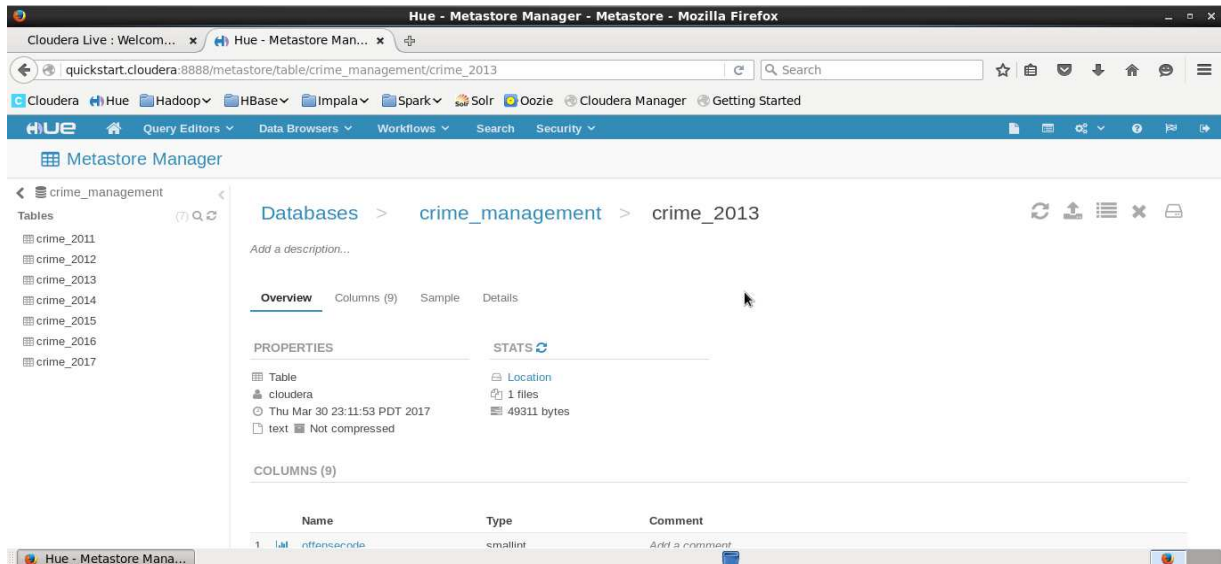 Hue - Metastore Manager - Metastore - Mozilla Firefox
Cloudera Live : Welcom... Hue - Metastore Man...
quickstart.cloudera:8888/metastore/table/crime_management/crime_2013 Search
Cloudera Hue Hadoop HBase Impala Spark Solr Oozie Cloudera Manager Getting Started
HUE Query Editors Data Browsers Workflows Search Security
Metastore Manager
crime_management
Tables (7)
crime_2011
crime_2012
crime_2013
crime_2014
crime_2015
crime_2016
crime_2017
Databases > crime_management > crime_2013
Add a description...
Overview Columns (9) Sample Details
PROPERTIES
Table
cloudera
Thu Mar 30 23:11:53 PDT 2017
text Not compressed
STATS
Location
1 files
49311 bytes
COLUMNS (9)
Name Type Comment
1 offensecode smallint Add a comment
Hue - Metastore Mana...